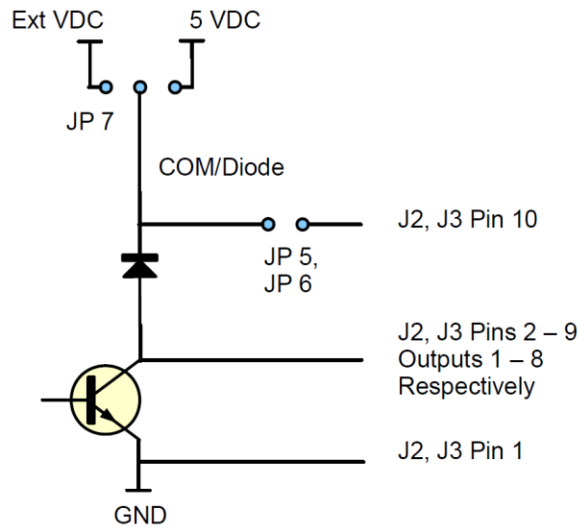 Ext VDC
5 VDC
JP 7
COM/Diode
J2, J3 Pin 10
JP 5,
JP 6
J2, J3 Pins 2 – 9
Outputs 1 – 8
Respectively
J2, J3 Pin 1
GND